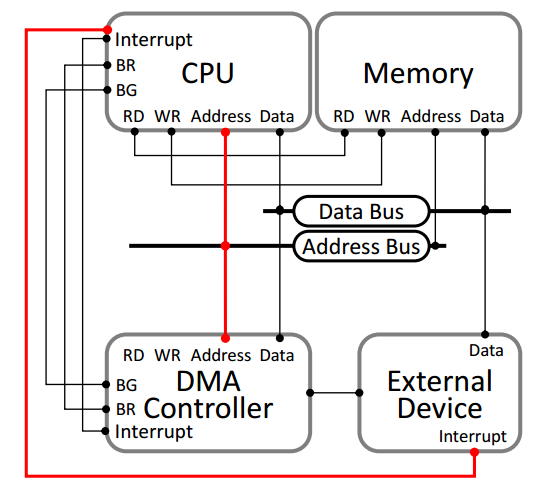 Interrupt
BR
BG
CPU
RD WR Address Data
Memory
RD WR Address Data
Data Bus
Address Bus
RD WR Address Data
DMA
Controller
BG
BR
Interrupt
Data
External
Device
Interrupt